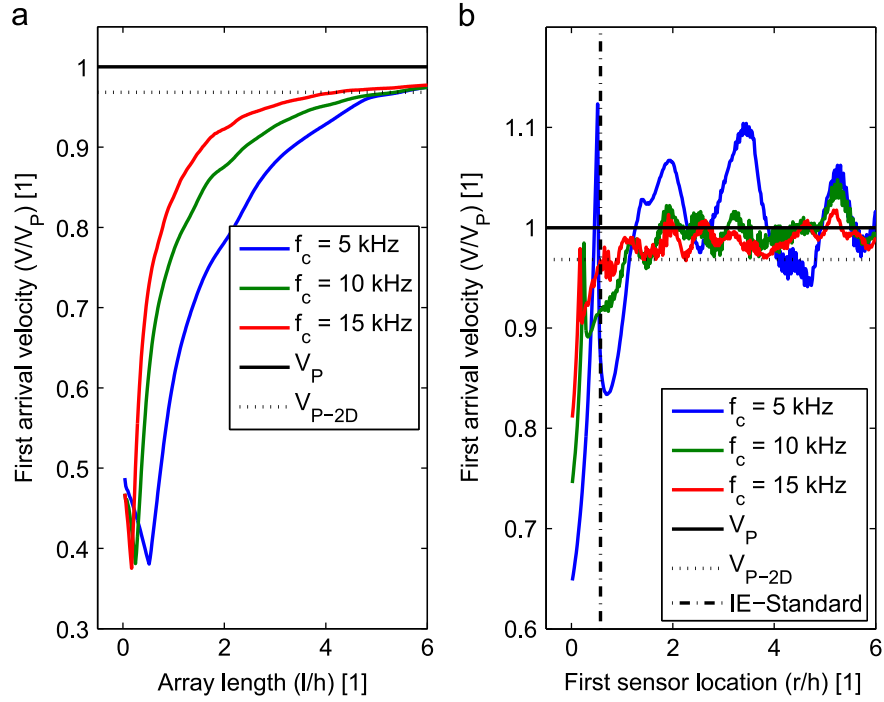 a
First arrival velocity (V/V_P) [1]
1
0.9
0.8
0.7
0.6
0.5
0.4
0.3
f_c = 5 kHz
f_c = 10 kHz
f_c = 15 kHz
V_P
V_P−2D
0
2
4
6
Array length (l/h) [1]
b
First arrival velocity (V/V_P) [1]
1.1
1
0.9
0.8
0.7
0.6
f_c = 5 kHz
f_c = 10 kHz
f_c = 15 kHz
V_P
V_P−2D
IE−Standard
0
2
4
6
First sensor location (r/h) [1]